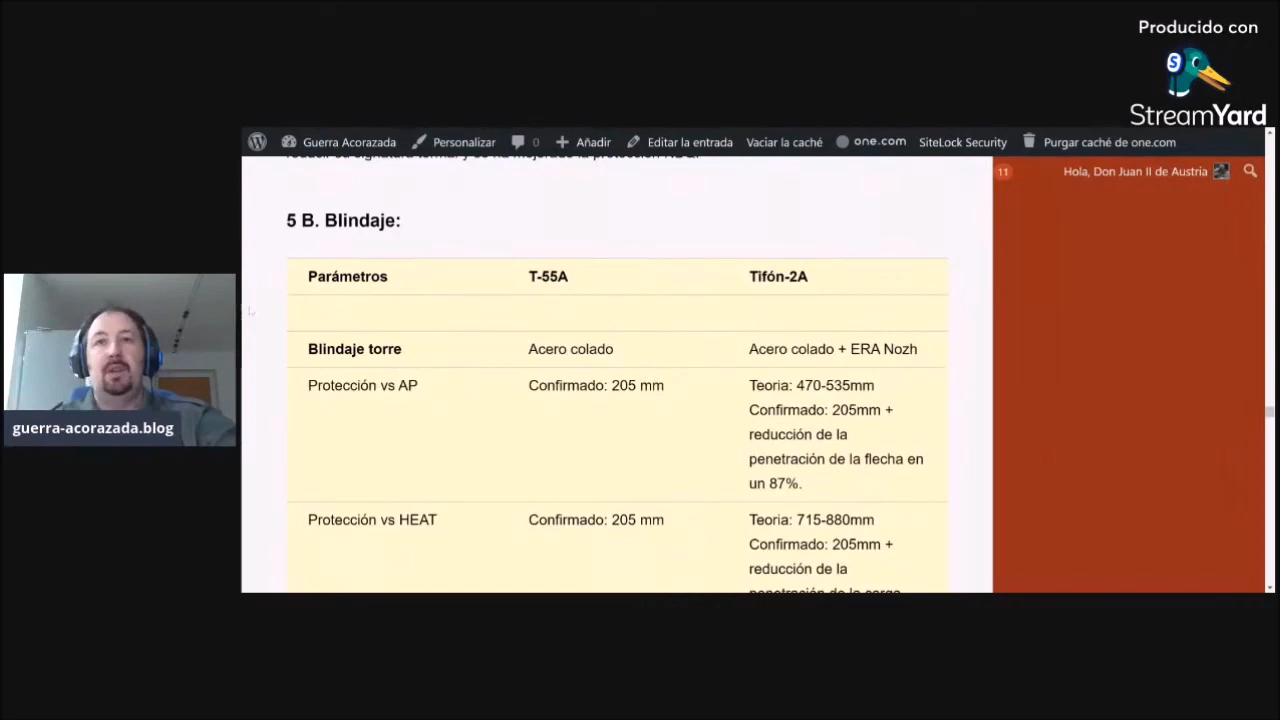 Producido con
StreamYard
Guerra Acorazada
Personalizar
0
Añadir
Editar la entrada
Vaciar la caché
one.com
SiteLock Security
Purgar caché de one.com
11
Hola, Don Juan II de Austria
5 B. Blindaje:
Parámetros T-55A Tifón-2A
Blindaje torre Acero colado Acero colado + ERA Nozh
Protección vs AP Confirmado: 205 mm Teoria: 470-535mm
Confirmado: 205mm +
reducción de la
penetración de la flecha en
un 87%.
Protección vs HEAT Confirmado: 205 mm Teoria: 715-880mm
Confirmado: 205mm +
reducción de la
penetración de la carga
guerra-acorazada.blog